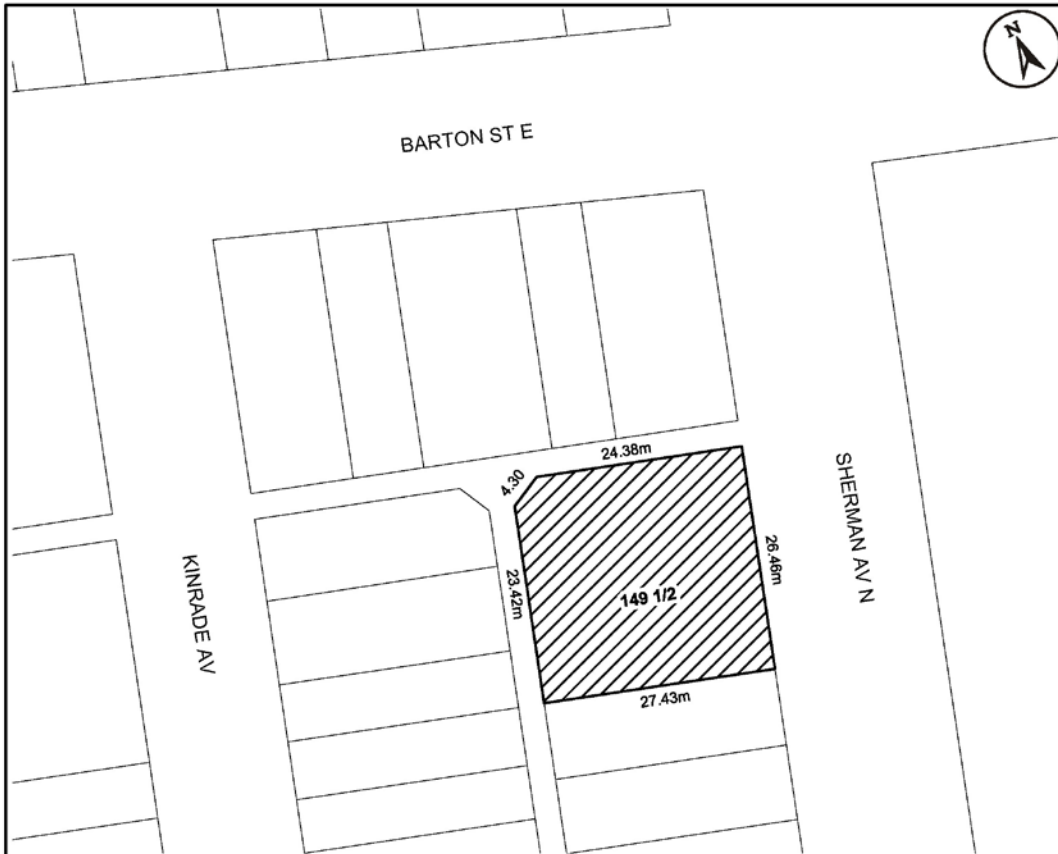 N
BARTON ST E
24.38m
4.30
SHERMAN AV N
26.46m
23.42m
KINRADE AV
149 1/2
27.43m